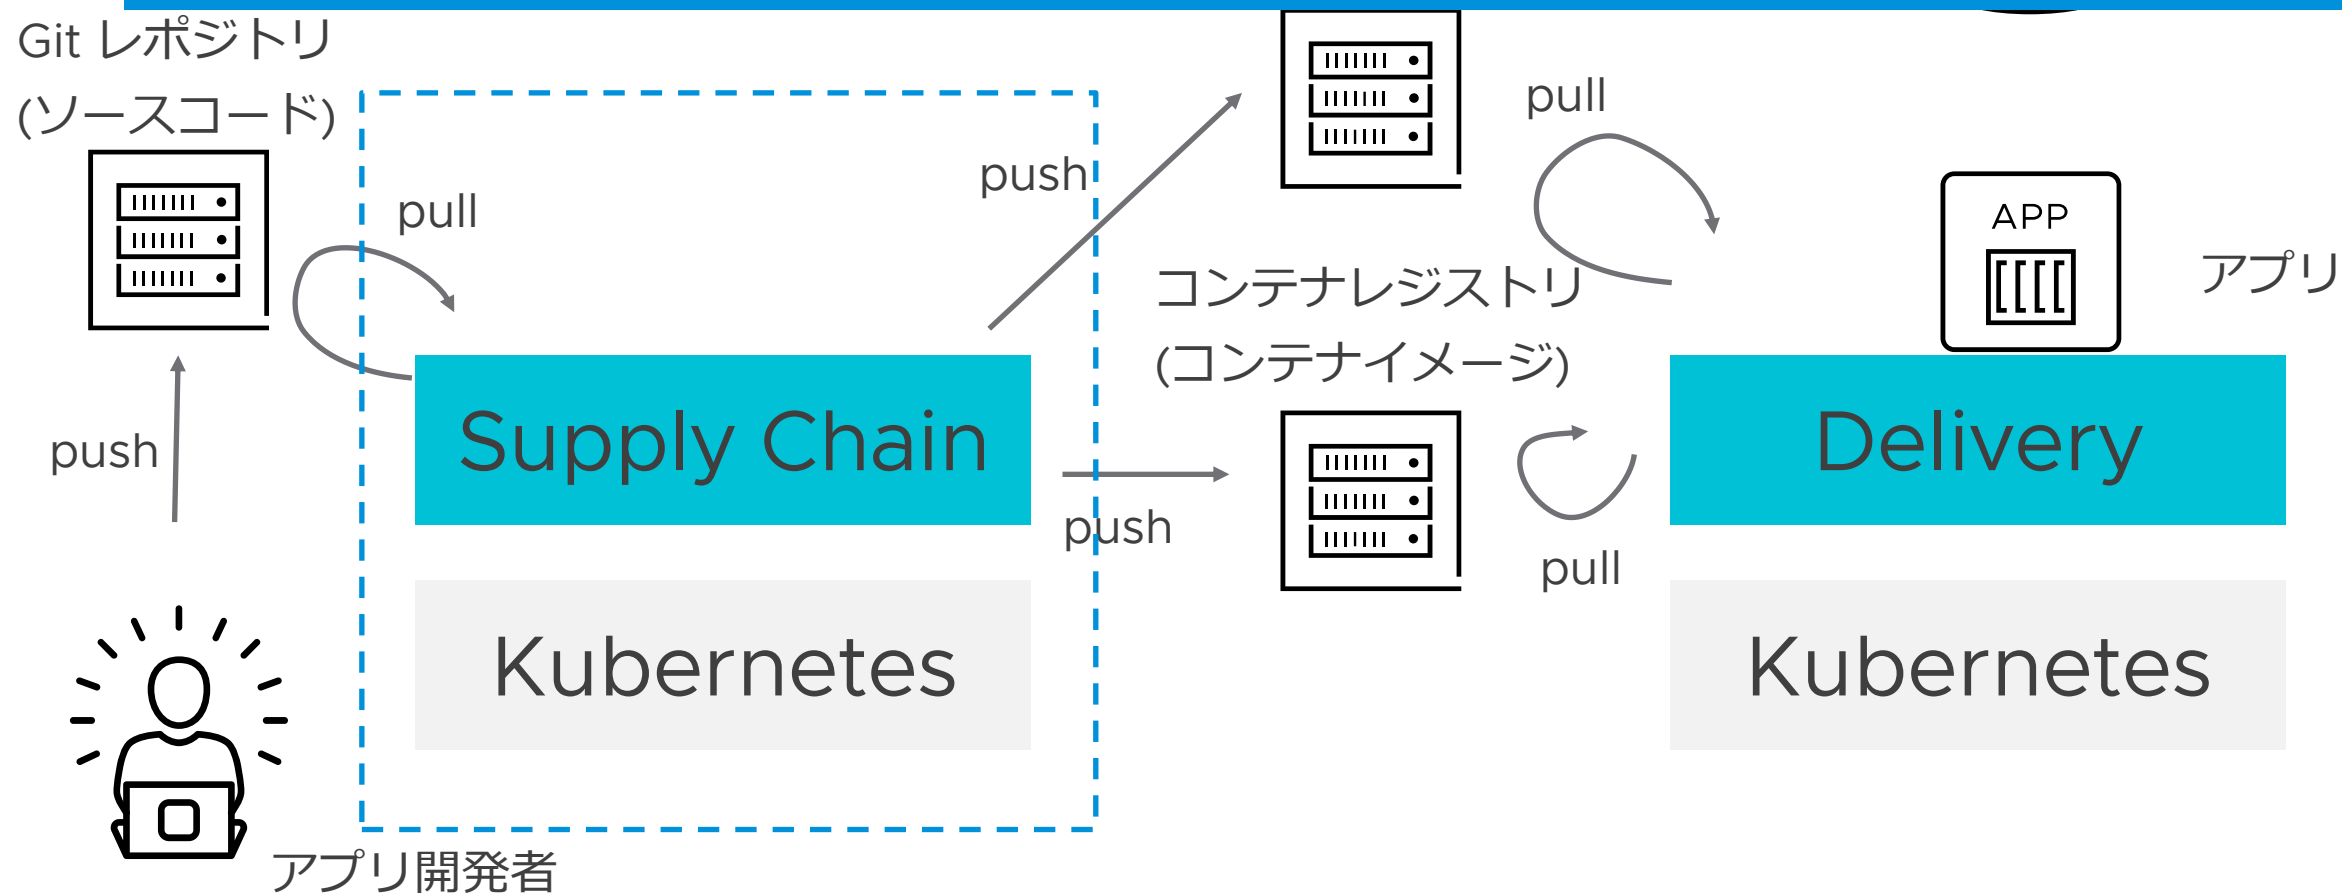 Git レポジトリ
(ソースコード)
pull
push
pull
push
コンテナレジストリ
(コンテナイメージ)
APP
アプリ
Supply Chain
push
pull
Delivery
Kubernetes
Kubernetes
アプリ開発者